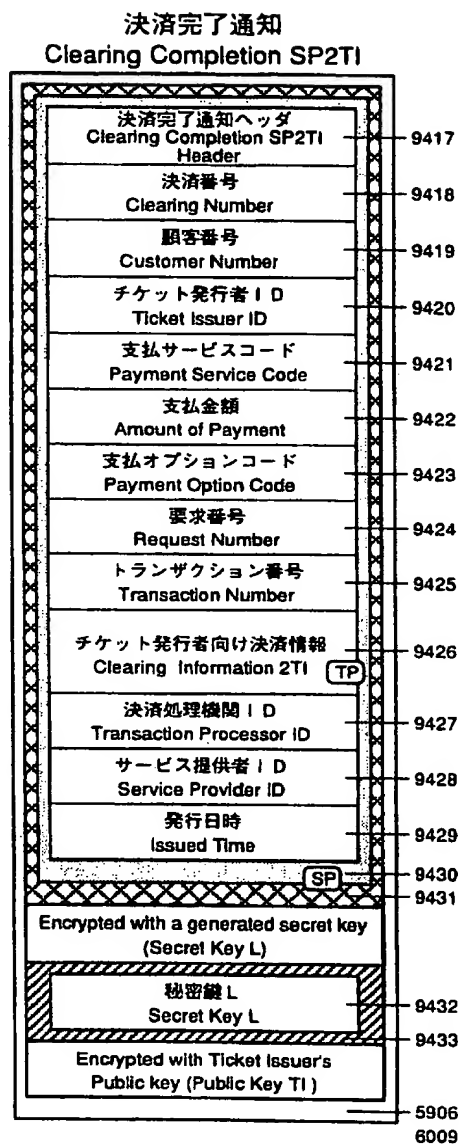 決済完了通知
Clearing Completion SP2TI
決済完了通知ヘッダ
Clearing Completion SP2TI
Header
9417
決済番号
Clearing Number
9418
顧客番号
Customer Number
9419
チケット発行者ＩＤ
Ticket Issuer ID
9420
支払サービスコード
Payment Service Code
9421
支払金額
Amount of Payment
9422
支払オプションコード
Payment Option Code
9423
要求番号
Request Number
9424
トランザクション番号
Transaction Number
9425
チケット発行者向け決済情報
Clearing Information 2TI
TP
9426
決済処理機関ＩＤ
Transaction Processor ID
9427
サービス提供者ＩＤ
Service Provider ID
9428
発行日時
Issued Time
9429
SP
9430
9431
Encrypted with a generated secret key
(Secret Key L)
秘密鍵L
Secret Key L
9432
9433
Encrypted with Ticket Issuer's
Public key (Public Key TI )
5906
6009